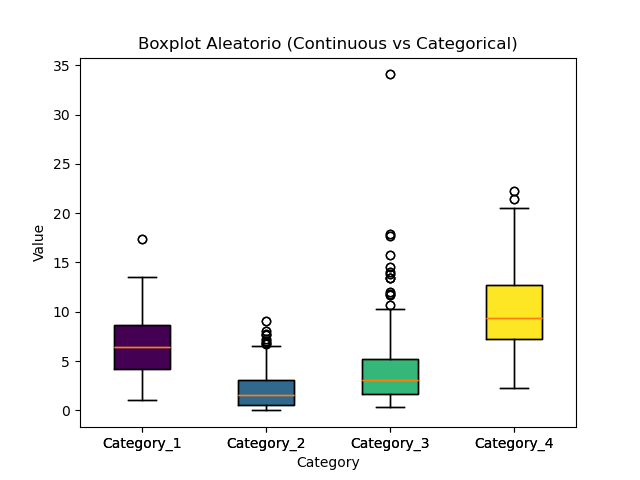 Boxplot Aleatorio (Continuous vs Categorical)
Value
35
30
25
20
15
10
5
0
Category_1 Category_2 Category_3 Category_4
Category